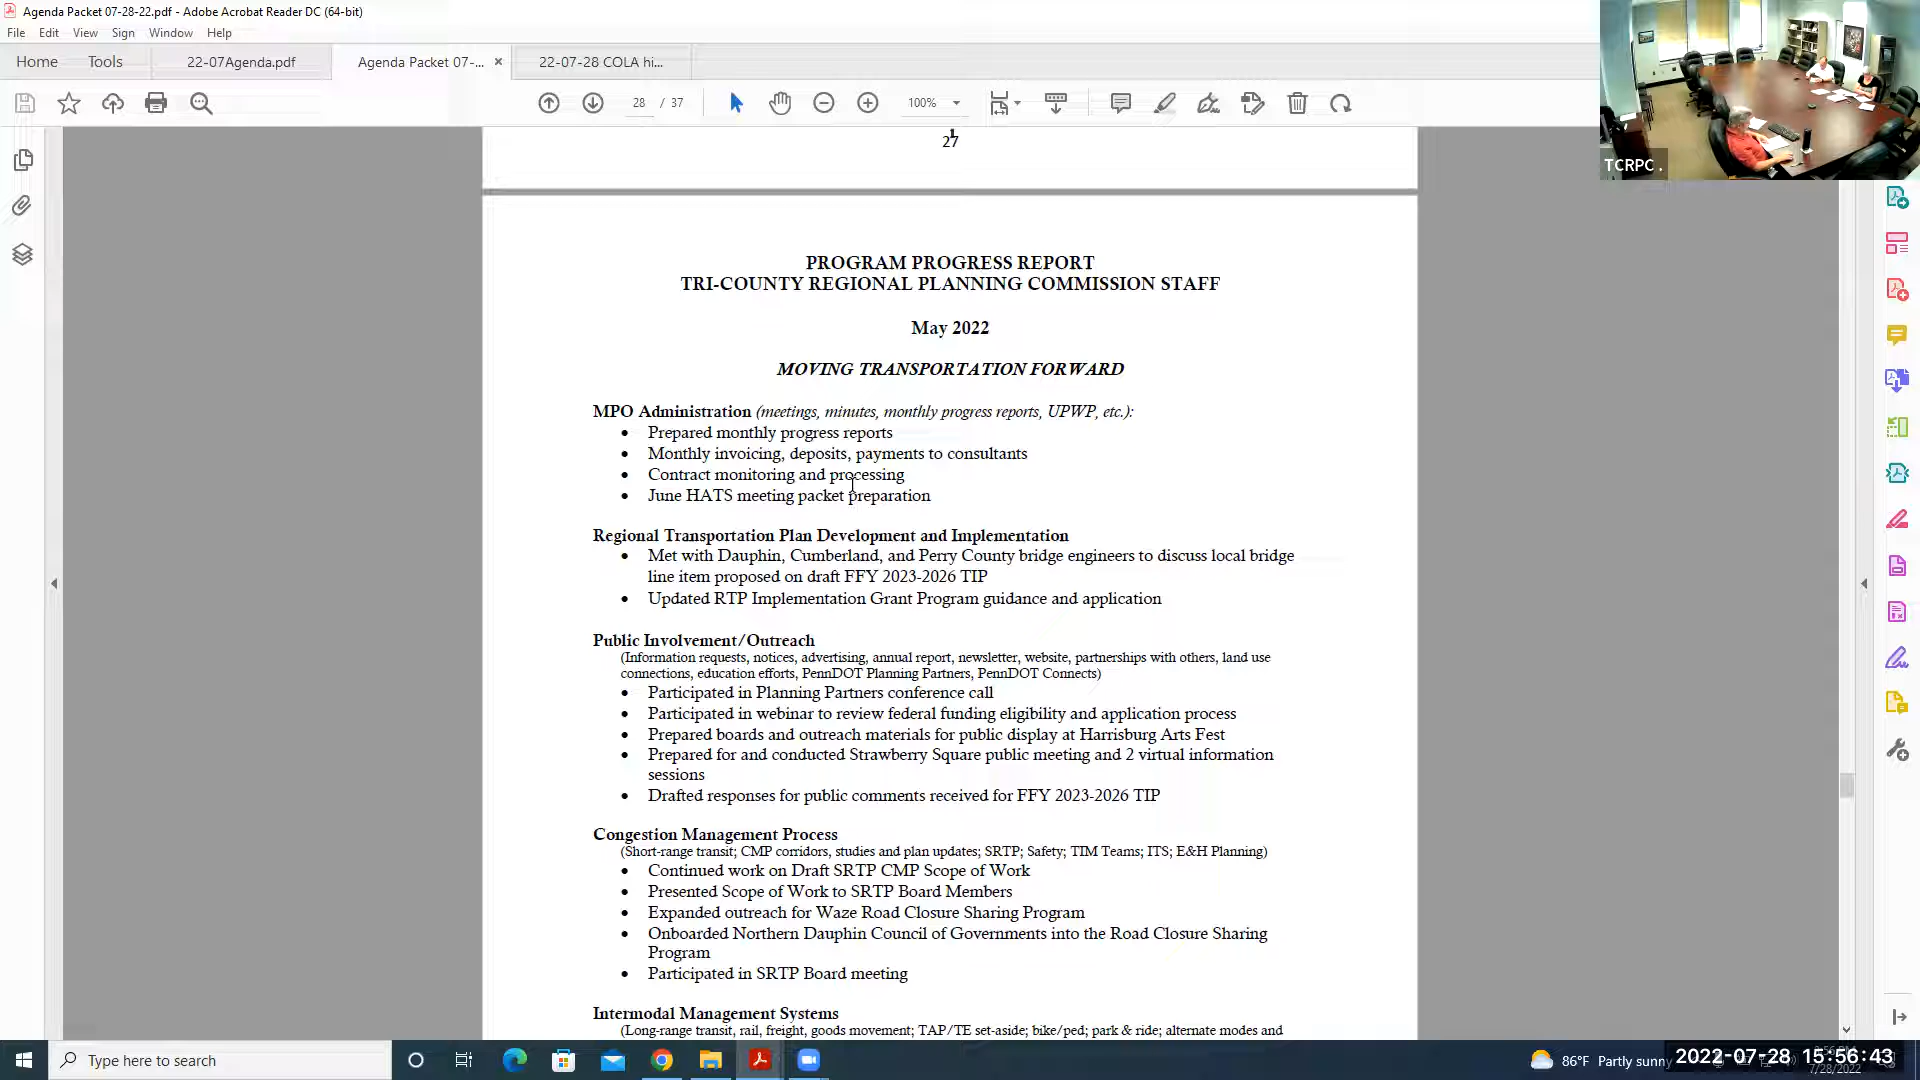 Agenda Packet 07-28-22.pdf - Adobe Acrobat Reader DC (64-bit)
File Edit View Sign Window Help
Home Tools 22-07Agenda.pdf Agenda Packet 07-... × 22-07-28 COLA hi...
28 / 37 100%
TCRPC .
27
PROGRAM PROGRESS REPORT
TRI-COUNTY REGIONAL PLANNING COMMISSION STAFF
May 2022
MOVING TRANSPORTATION FORWARD
MPO Administration (meetings, minutes, monthly progress reports, UPWP, etc.):
• Prepared monthly progress reports
• Monthly invoicing, deposits, payments to consultants
• Contract monitoring and processing
• June HATS meeting packet preparation
Regional Transportation Plan Development and Implementation
• Met with Dauphin, Cumberland, and Perry County bridge engineers to discuss local bridge
line item proposed on draft FFY 2023-2026 TIP
• Updated RTP Implementation Grant Program guidance and application
Public Involvement/Outreach
(Information requests, notices, advertising, annual report, newsletter, website, partnerships with others, land use
connections, education efforts, PennDOT Planning Partners, PennDOT Connects)
• Participated in Planning Partners conference call
• Participated in webinar to review federal funding eligibility and application process
• Prepared boards and outreach materials for public display at Harrisburg Arts Fest
• Prepared for and conducted Strawberry Square public meeting and 2 virtual information
sessions
• Drafted responses for public comments received for FFY 2023-2026 TIP
Congestion Management Process
(Short-range transit; CMP corridors, studies and plan updates; SRTP; Safety; TIM Teams; ITS; E&H Planning)
• Continued work on Draft SRTP CMP Scope of Work
• Presented Scope of Work to SRTP Board Members
• Expanded outreach for Waze Road Closure Sharing Program
• Onboarded Northern Dauphin Council of Governments into the Road Closure Sharing
Program
• Participated in SRTP Board meeting
Intermodal Management Systems
(Long-range transit, rail, freight, goods movement; TAP/TE set-aside; bike/ped; park & ride; alternate modes and
Type here to search
86°F Partly sunny
2022-07-28 15:56:43
7/28/2022